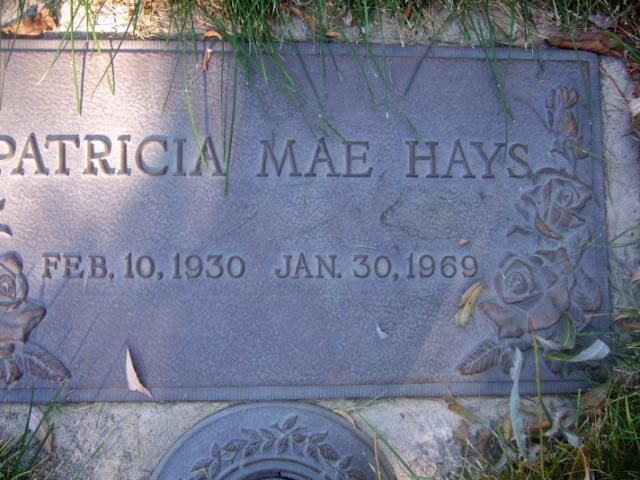 PATRICIA MAE HAYS
FEB. 10, 1930 JAN. 30, 1969